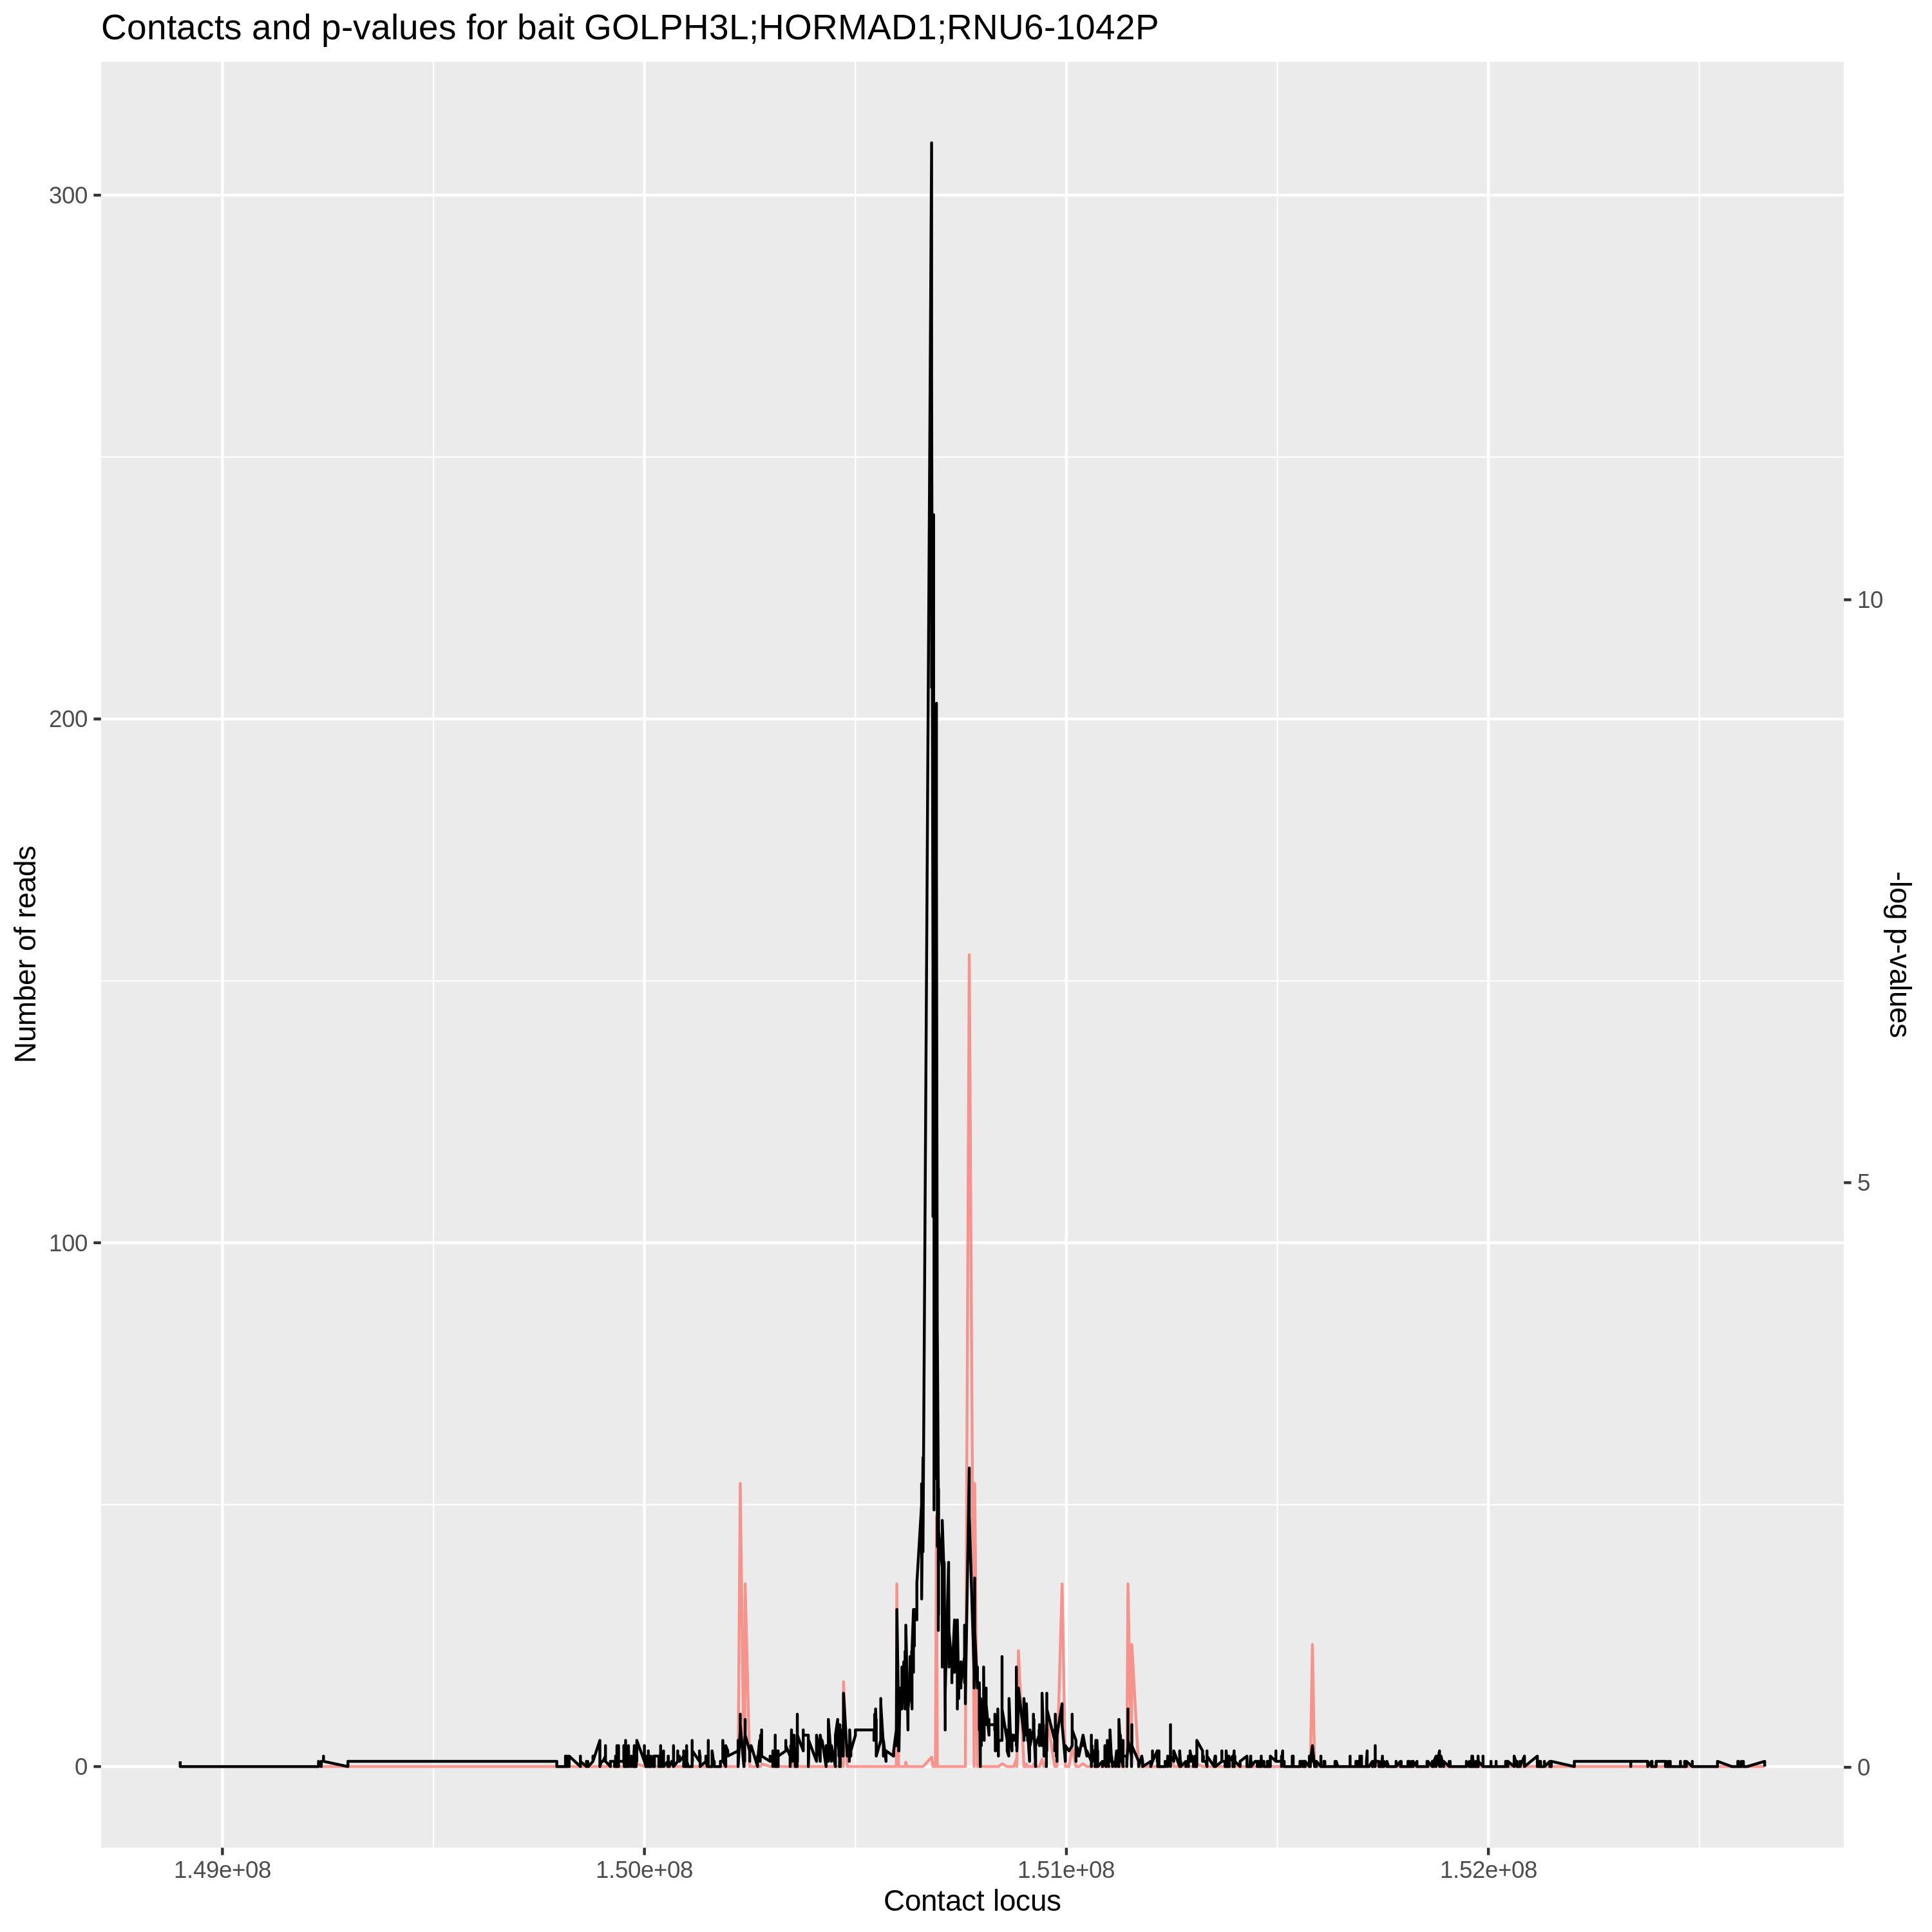 Contacts and p-values for bait GOLPH3L;HORMAD1;RNU6-1042P
300
200
100
0
Number of reads
10
5
0
-log p-values
1.49e+08
1.50e+08
1.51e+08
1.52e+08
Contact locus